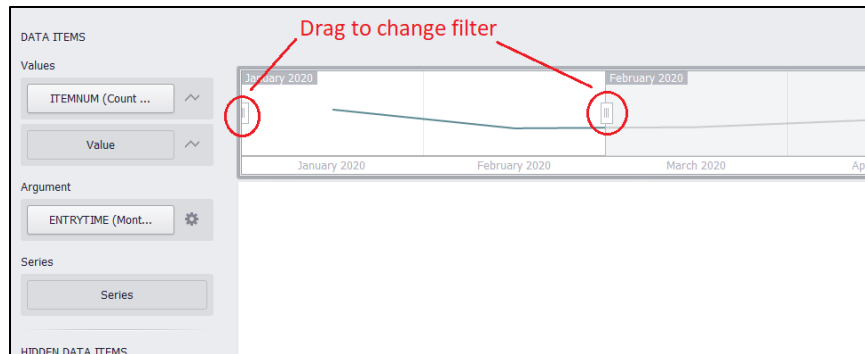 Drag to change filter
DATA ITEMS
Values
ITEMNUM (Count ...
Value
Argument
ENTRYTIME (Mont...
Series
Series
HIDDEN DATA ITEMS
January 2020
February 2020
January 2020
February 2020
March 2020
Ap